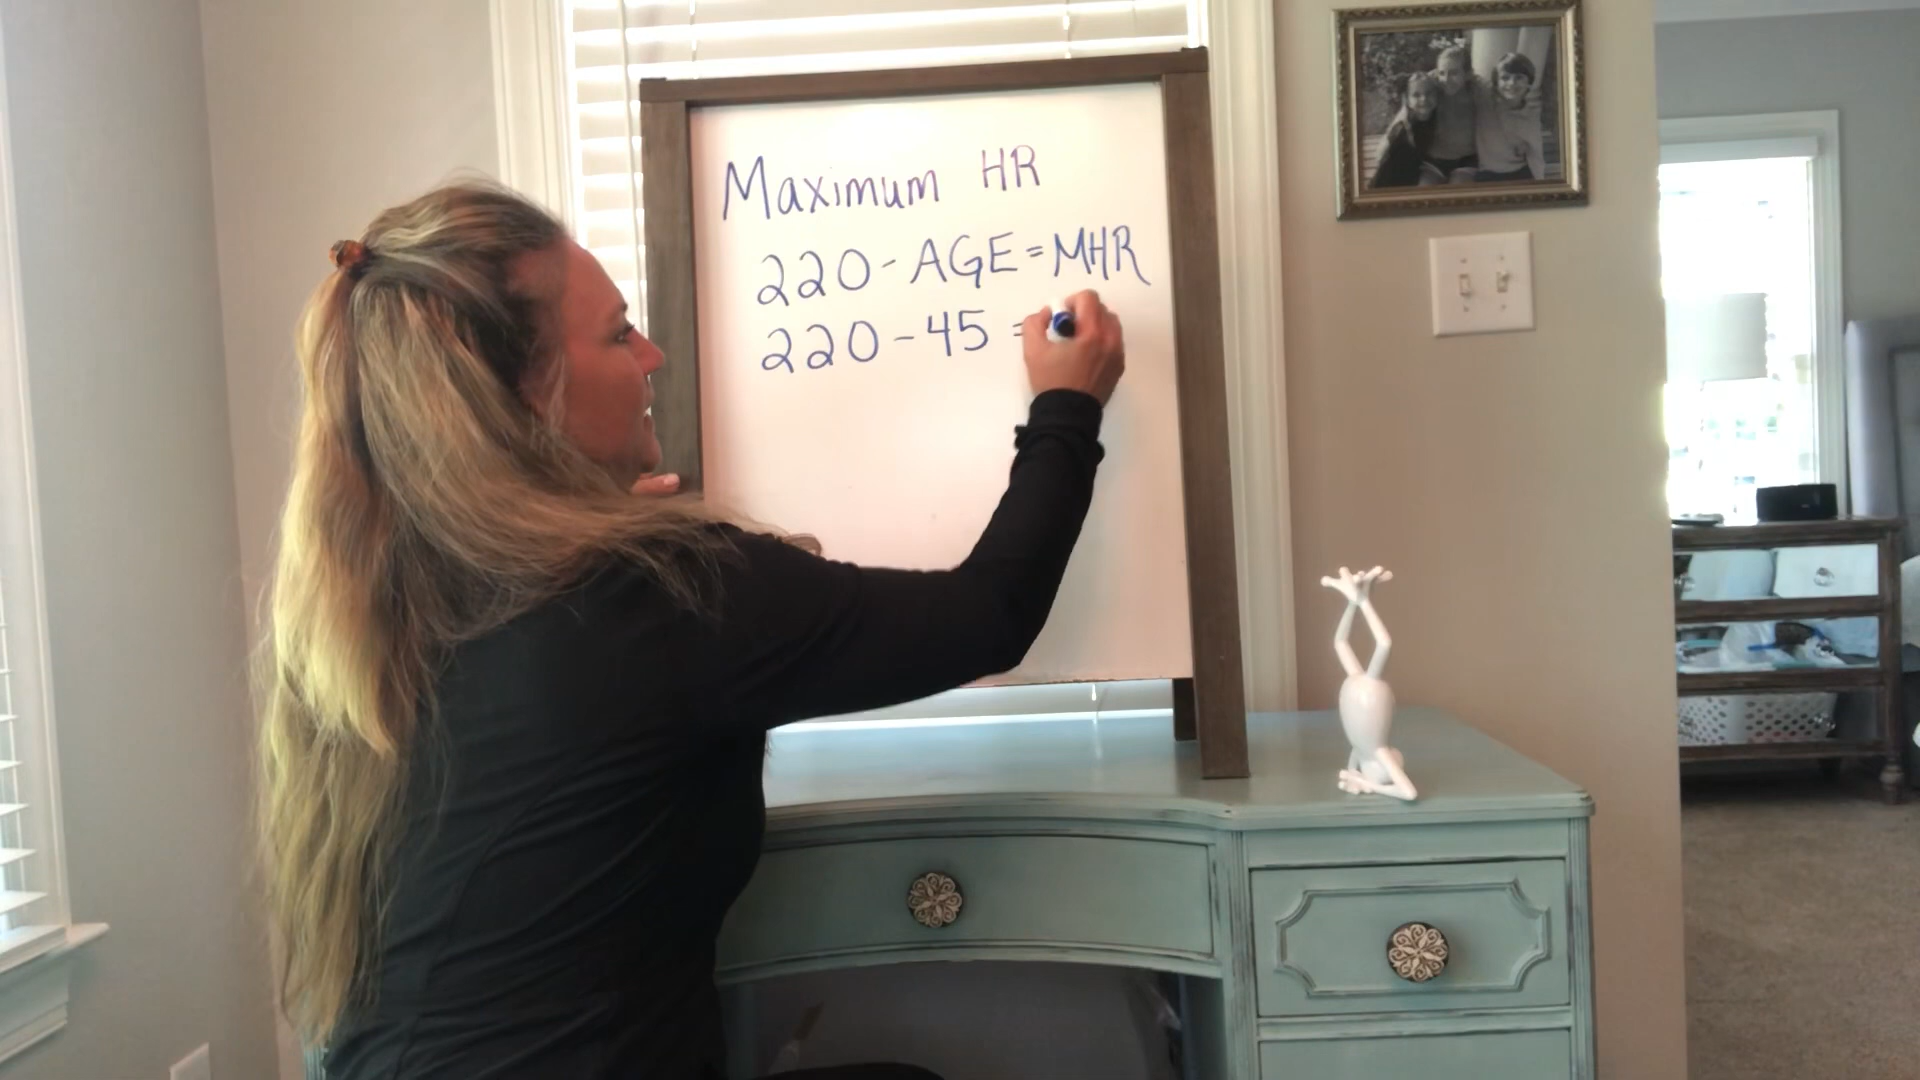 Maximum HR
220 - AGE = MHR
220 - 45 =